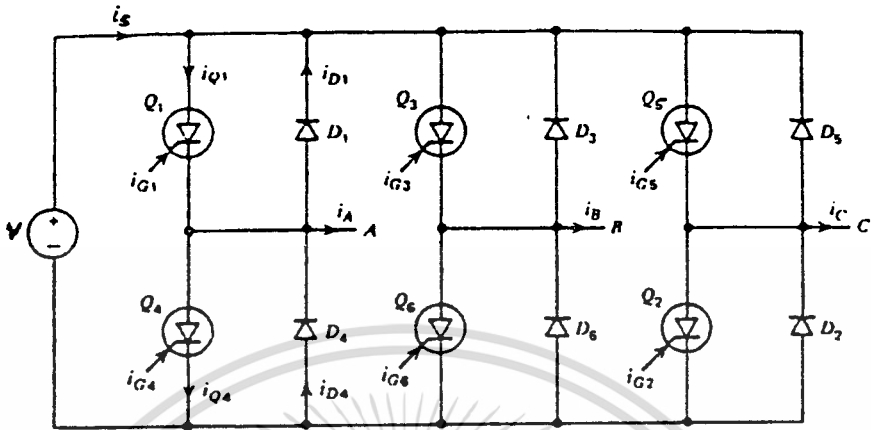 i_S
i_Q1 i_D1
Q_1 Q_3 Q_5
D_1 D_3 D_5
i_G1 i_G3 i_G5
i_A A i_B B i_C C
V + −
Q_4 Q_6 Q_2
D_4 D_6 D_2
i_G4 i_G6 i_G2
i_Q4 i_D4